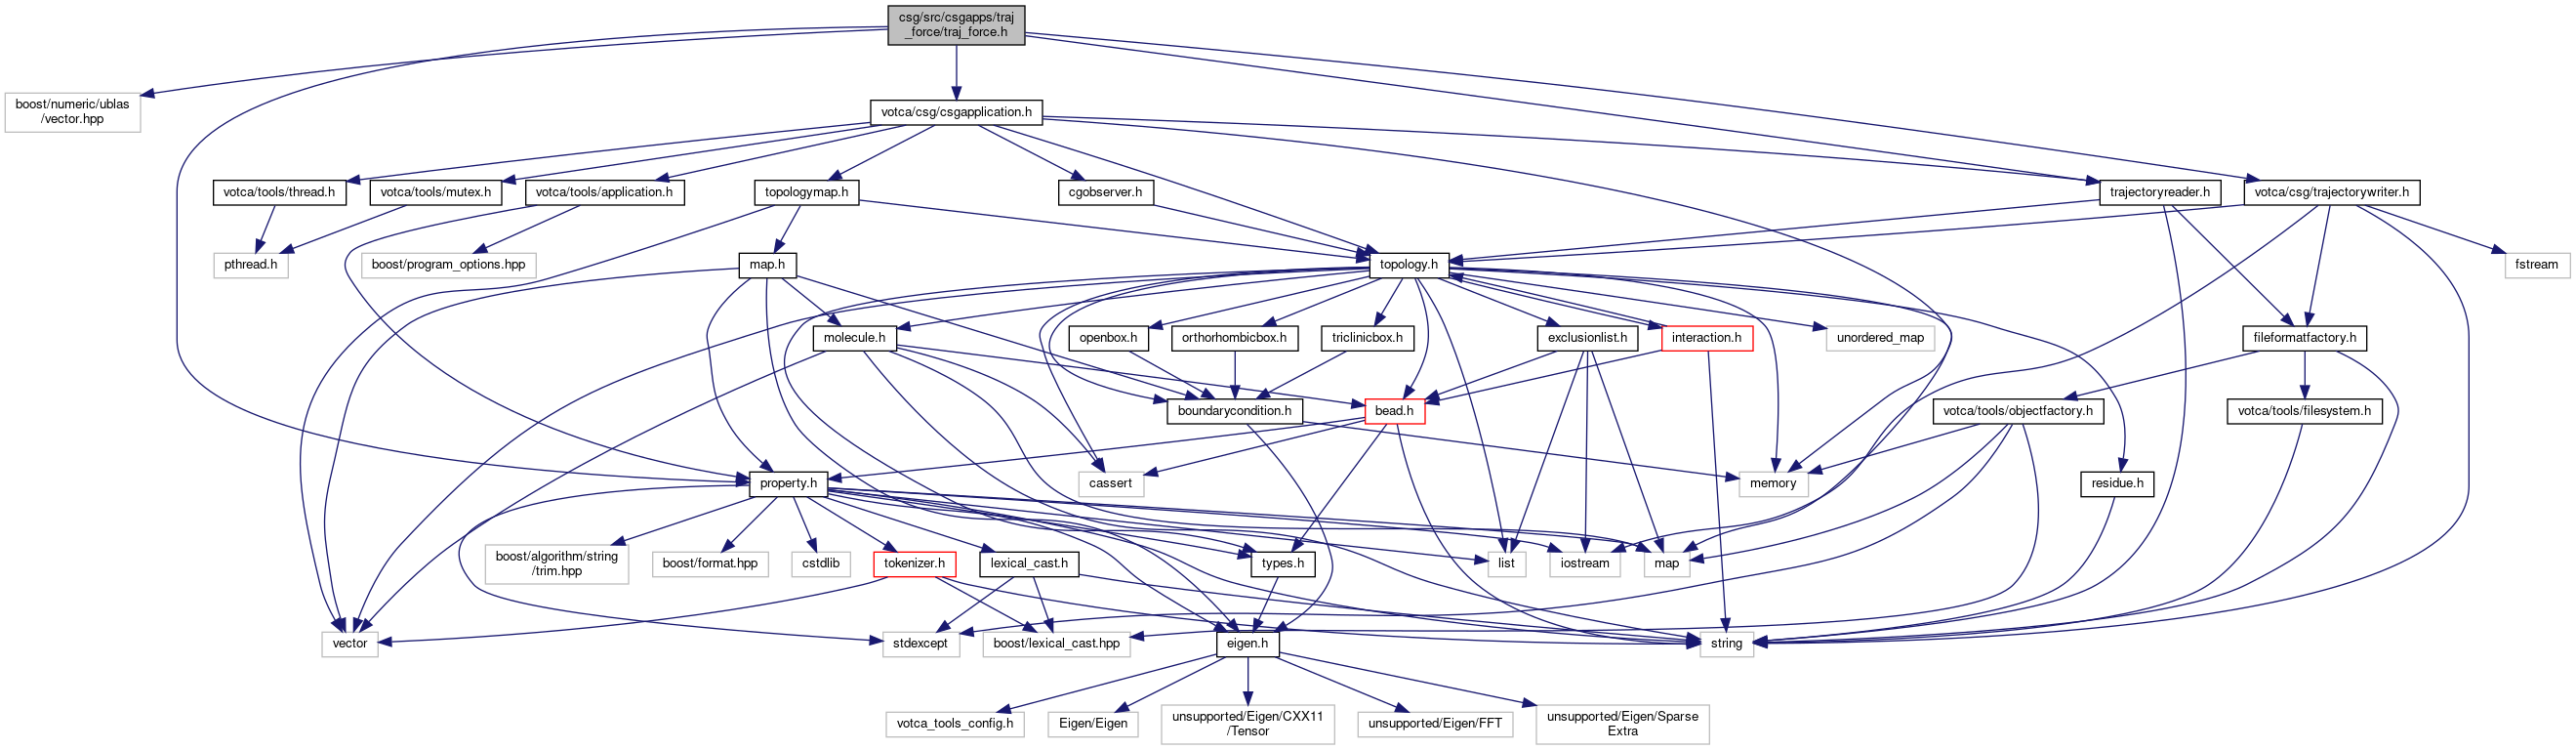 csg/src/csgapps/traj
_force/traj_force.h
boost/numeric/ublas
/vector.hpp
votca/csg/csgapplication.h
votca/tools/thread.h
votca/tools/mutex.h
votca/tools/application.h
topologymap.h
cgobserver.h
trajectoryreader.h
votca/csg/trajectorywriter.h
pthread.h
boost/program_options.hpp
map.h
topology.h
fstream
molecule.h
openbox.h
orthorhombicbox.h
triclinicbox.h
exclusionlist.h
interaction.h
unordered_map
fileformatfactory.h
boundarycondition.h
bead.h
votca/tools/objectfactory.h
votca/tools/filesystem.h
property.h
cassert
memory
residue.h
boost/algorithm/string
/trim.hpp
boost/format.hpp
cstdlib
tokenizer.h
lexical_cast.h
types.h
list
iostream
map
vector
stdexcept
boost/lexical_cast.hpp
eigen.h
string
votca_tools_config.h
Eigen/Eigen
unsupported/Eigen/CXX11
/Tensor
unsupported/Eigen/FFT
unsupported/Eigen/Sparse
Extra